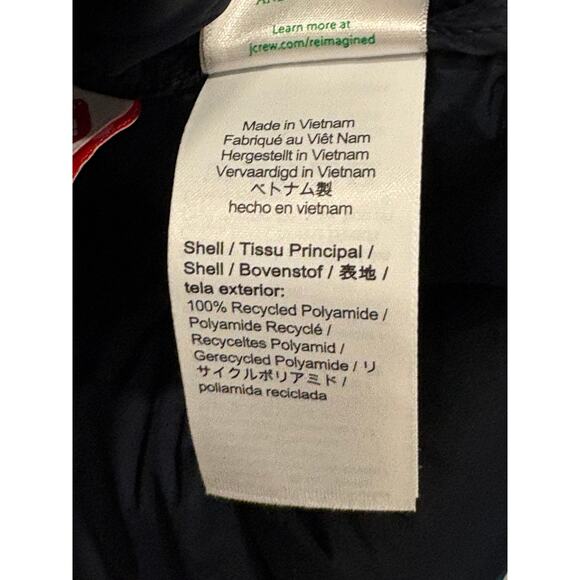 Learn more at
jcrew.com/reimagined
Made in Vietnam
Fabriqué au Viêt Nam
Hergestellt in Vietnam
Vervaardigd in Vietnam
ベトナム製
hecho en vietnam
Shell / Tissu Principal /
Shell / Bovenstof / 表地 /
tela exterior:
100% Recycled Polyamide /
Polyamide Recyclé /
Recyceltes Polyamid /
Gerecycled Polyamide / リ
サイクルポリアミド /
poliamida reciclada